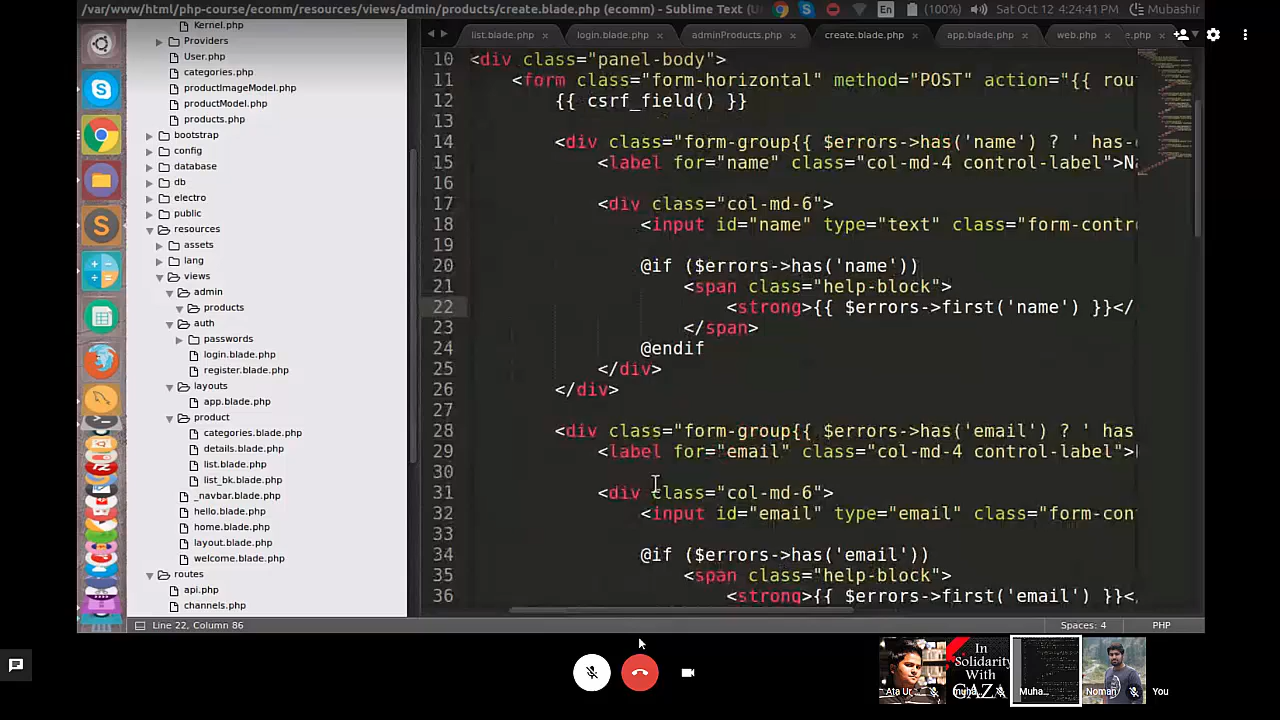 /var/www/html/php-course/ecomm/resources/views/admin/products/create.blade.php (ecomm) - Sublime Text (
En (100%) Sat Oct 12 4:24:41 PM Mubashir
list.blade.php × login.blade.php × adminProducts.php × create.blade.php × app.blade.php × web.php × e.php ×
Kernel.php
Providers
User.php
categories.php
productImageModel.php
productModel.php
products.php
bootstrap
config
database
db
electro
public
resources
assets
lang
views
admin
products
auth
passwords
login.blade.php
register.blade.php
layouts
app.blade.php
product
categories.blade.php
details.blade.php
list.blade.php
list_bk.blade.php
_navbar.blade.php
hello.blade.php
home.blade.php
layout.blade.php
welcome.blade.php
routes
api.php
channels.php
10 <div class="panel-body">
11 <form class="form-horizontal" method="POST" action="{{ rou
12 {{ csrf_field() }}
13
14 <div class="form-group{{ $errors->has('name') ? ' has-
15 <label for="name" class="col-md-4 control-label">Na
16
17 <div class="col-md-6">
18 <input id="name" type="text" class="form-contr
19
20 @if ($errors->has('name'))
21 <span class="help-block">
22 <strong>{{ $errors->first('name') }}</
23 </span>
24 @endif
25 </div>
26 </div>
27
28 <div class="form-group{{ $errors->has('email') ? ' has
29 <label for="email" class="col-md-4 control-label">
30
31 <div class="col-md-6">
32 <input id="email" type="email" class="form-con
33
34 @if ($errors->has('email'))
35 <span class="help-block">
36 <strong>{{ $errors->first('email') }}<
Line 22, Column 86 Spaces: 4 PHP
In
Solidarity
With
GAZA
Ata U
Muha...
Noman
You